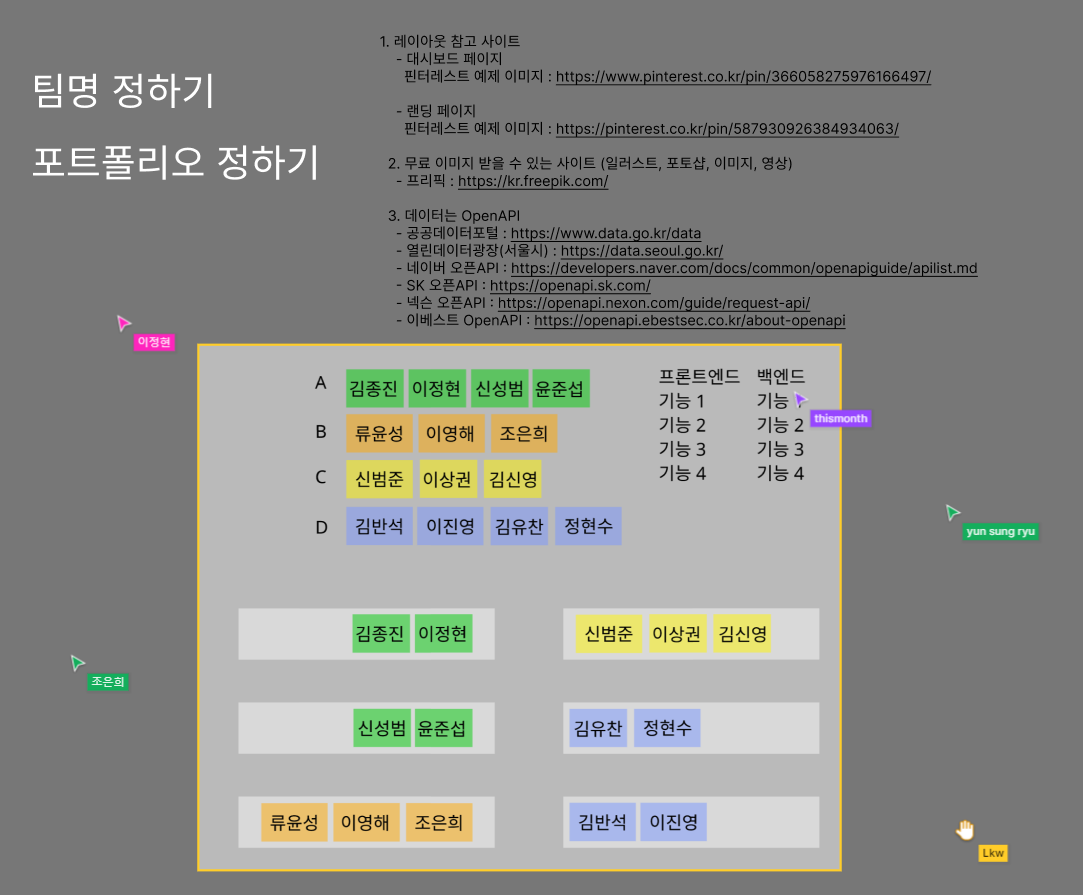 팀명 정하기
포트폴리오 정하기
1. 레이아웃 참고 사이트
- 대시보드 페이지
핀터레스트 예제 이미지 : https://www.pinterest.co.kr/pin/366058275976166497/
- 랜딩 페이지
핀터레스트 예제 이미지 : https://pinterest.co.kr/pin/587930926384934063/
2. 무료 이미지 받을 수 있는 사이트 (일러스트, 포토샵, 이미지, 영상)
- 프리픽 : https://kr.freepik.com/
3. 데이터는 OpenAPI
- 공공데이터포털 : https://www.data.go.kr/data
- 열린데이터광장(서울시) : https://data.seoul.go.kr/
- 네이버 오픈API : https://developers.naver.com/docs/common/openapiguide/apilist.md
- SK 오픈API : https://openapi.sk.com/
- 넥슨 오픈API : https://openapi.nexon.com/guide/request-api/
- 이베스트 OpenAPI : https://openapi.ebestsec.co.kr/about-openapi
이정현
A 김종진 이정현 신성범 윤준섭
B 류윤성 이영해 조은희
C 신범준 이상권 김신영
D 김반석 이진영 김유찬 정현수
프론트엔드 백엔드
기능 1 기능
기능 2 기능 2
기능 3 기능 3
기능 4 기능 4
thismonth
yun sung ryu
김종진 이정현
신범준 이상권 김신영
조은희
신성범 윤준섭
김유찬 정현수
류윤성 이영해 조은희
김반석 이진영
Lkw